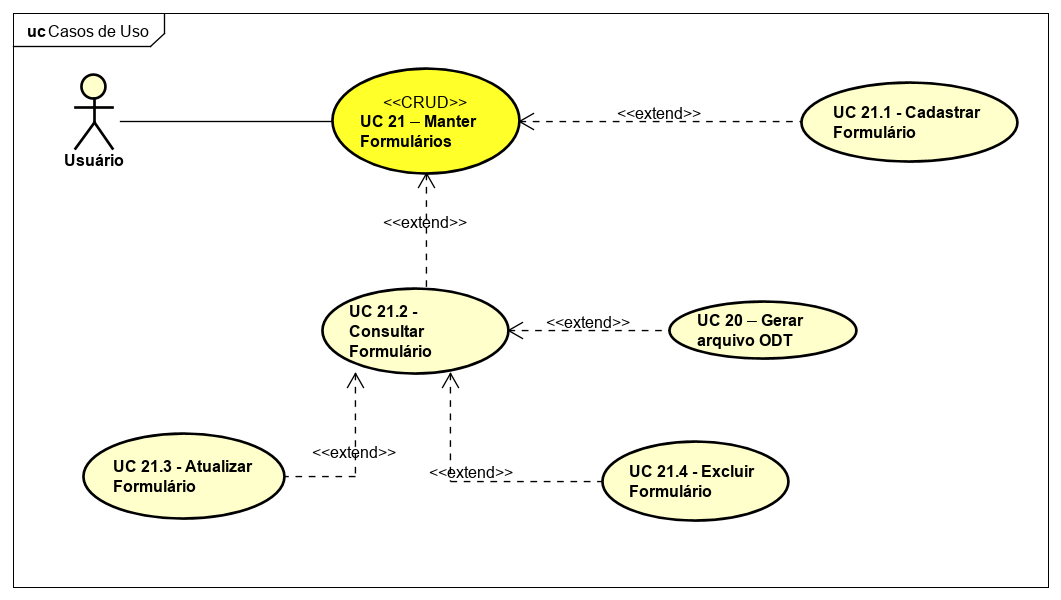 uc Casos de Uso
<<CRUD>>
UC 21 – Manter
Formulários
<<extend>>
UC 21.1 - Cadastrar
Formulário
Usuário
<<extend>>
UC 21.2 -
Consultar
Formulário
<<extend>>
UC 20 – Gerar
arquivo ODT
UC 21.3 - Atualizar
Formulário
<<extend>>
<<extend>>
UC 21.4 - Excluir
Formulário